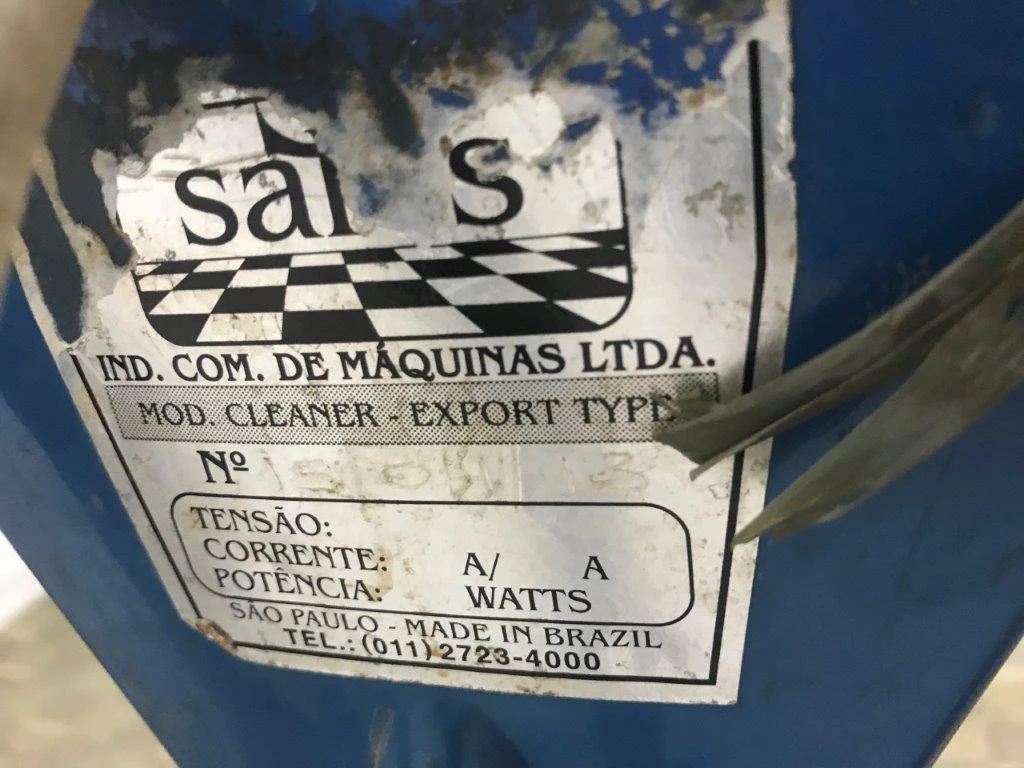 IND. COM. DE MÁQUINAS LTDA.
MOD. CLEANER - EXPORT TYPE
Nº
TENSÃO:
CORRENTE: A/ A
POTÊNCIA: WATTS
SÃO PAULO - MADE IN BRAZIL
TEL.: (011) 2723-4000